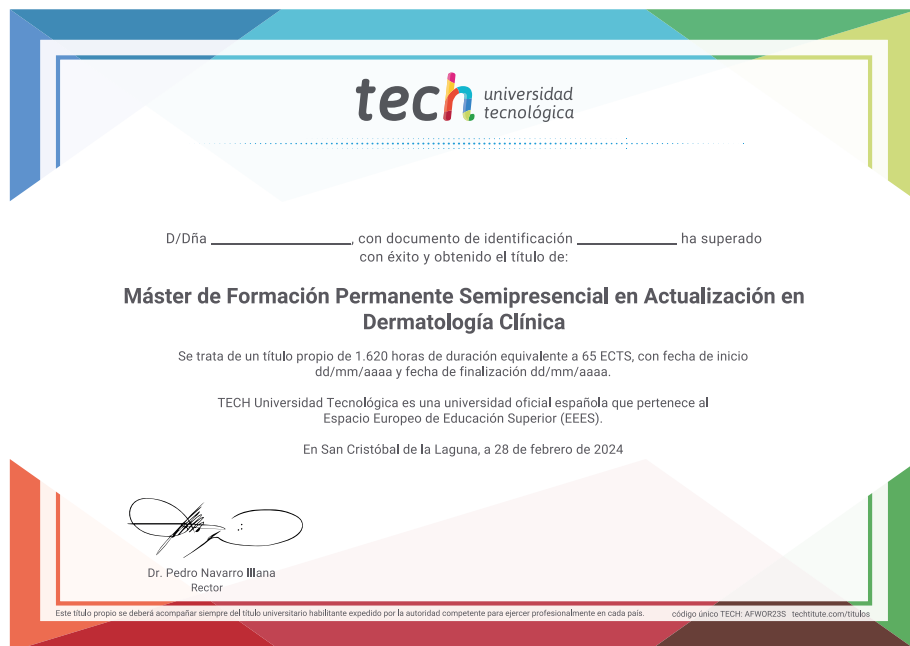 tech universidad
tecnológica
D/Dña ____________________, con documento de identificación ______________ ha superado
con éxito y obtenido el título de:
Máster de Formación Permanente Semipresencial en Actualización en
Dermatología Clínica
Se trata de un título propio de 1.620 horas de duración equivalente a 65 ECTS, con fecha de inicio
dd/mm/aaaa y fecha de finalización dd/mm/aaaa.
TECH Universidad Tecnológica es una universidad oficial española que pertenece al
Espacio Europeo de Educación Superior (EEES).
En San Cristóbal de la Laguna, a 28 de febrero de 2024
Dr. Pedro Navarro Illana
Rector
Este título propio se deberá acompañar siempre del título universitario habilitante expedido por la autoridad competente para ejercer profesionalmente en cada país. código único TECH: AFWOR23S techtitute.com/titulos